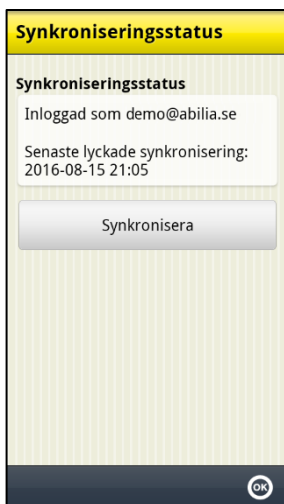 Synkroniseringsstatus
Synkroniseringsstatus
Inloggad som demo@abilia.se
Senaste lyckade synkronisering:
2016-08-15 21:05
Synkronisera
OK